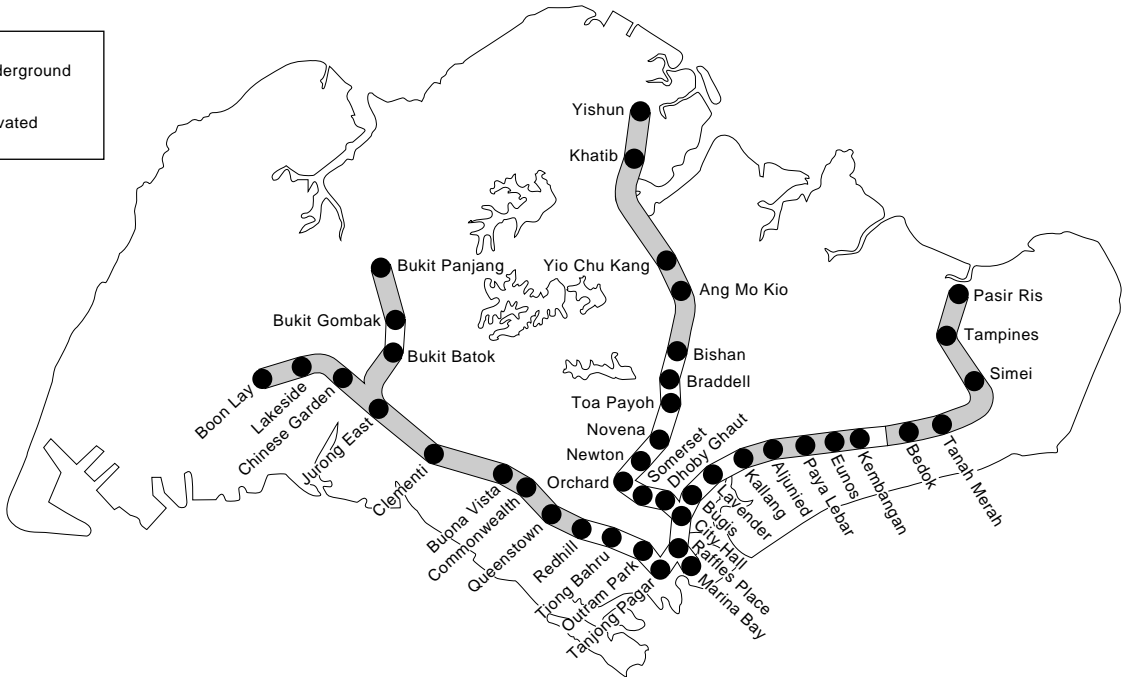 derground
vated
Yishun
Khatib
Yio Chu Kang
Ang Mo Kio
Bukit Panjang
Bukit Gombak
Bukit Batok
Pasir Ris
Tampines
Simei
Bishan
Braddell
Toa Payoh
Novena
Newton
Orchard
Somerset
Dhoby Ghaut
Boon Lay
Lakeside
Chinese Garden
Jurong East
Clementi
Buona Vista
Commonwealth
Queenstown
Redhill
Tiong Bahru
Outram Park
Tanjong Pagar
Marina Bay
Raffles Place
City Hall
Bugis
Lavender
Kallang
Aljunied
Paya Lebar
Eunos
Kembangan
Bedok
Tanah Merah